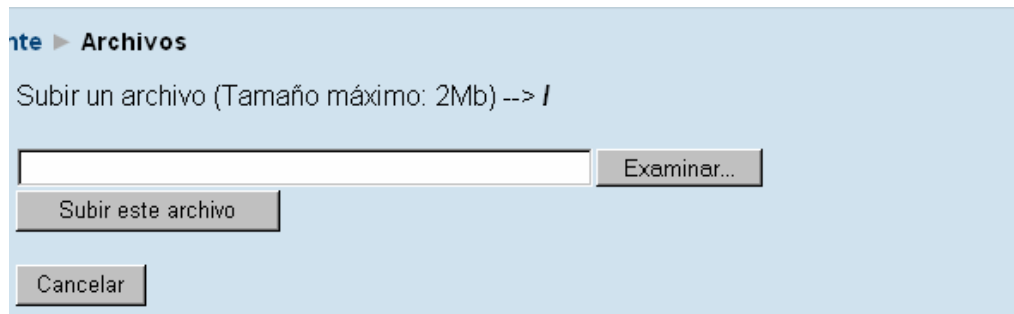 nte ► Archivos
Subir un archivo (Tamaño máximo: 2Mb) --> /
Examinar...
Subir este archivo
Cancelar